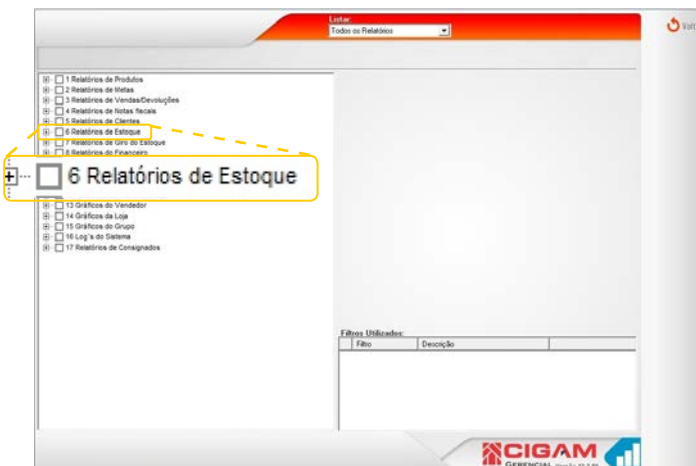 Listar:
Todos os Relatórios
1 Relatórios de Produtos
2 Relatórios de Metas
3 Relatórios de Vendas/Devoluções
4 Relatórios de Notas fiscais
5 Relatórios de Clientes
6 Relatórios de Estoque
7 Relatórios de Giro do Estoque
8 Relatórios do Financeiro
6 Relatórios de Estoque
13 Gráficos do Vendedor
14 Gráficos da Loja
15 Gráficos do Grupo
16 Log's do Sistema
17 Relatórios de Consignados
Filtros Utilizados:
Filtro Descrição
CIGAM
GERENCIAL